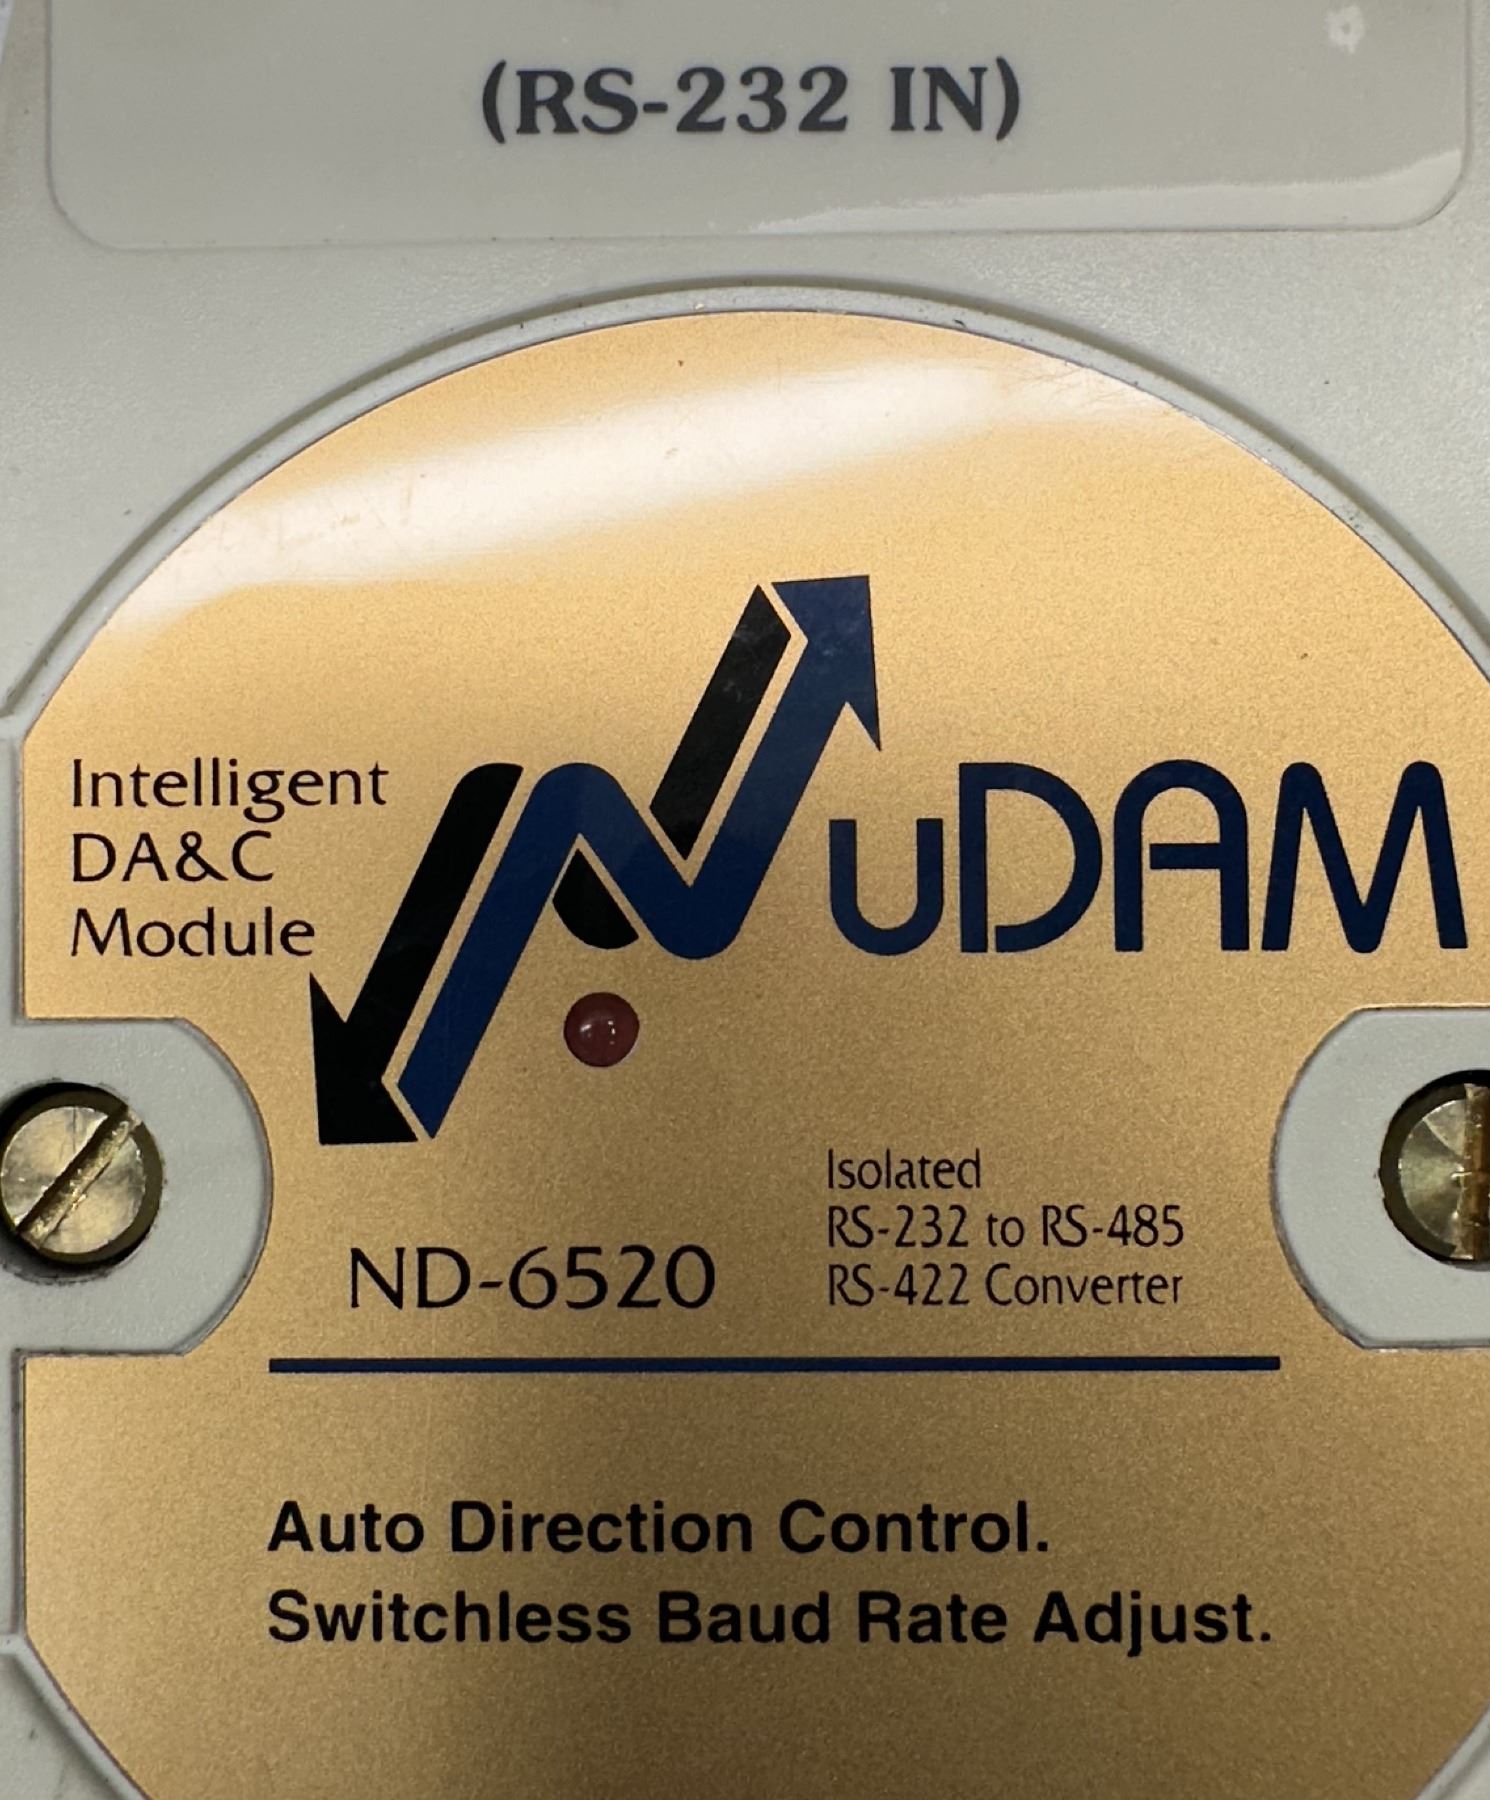 (RS-232 IN)
Intelligent
DA&C
Module
NuDAM
ND-6520
Isolated
RS-232 to RS-485
RS-422 Converter
Auto Direction Control.
Switchless Baud Rate Adjust.